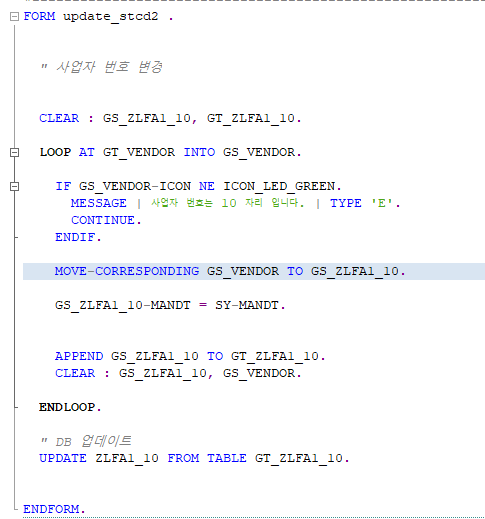 FORM update_stcd2 .
" 사업자 번호 변경
CLEAR : GS_ZLFA1_10, GT_ZLFA1_10.
LOOP AT GT_VENDOR INTO GS_VENDOR.
IF GS_VENDOR-ICON NE ICON_LED_GREEN.
MESSAGE | 사업자 번호는 10 자리 입니다. | TYPE 'E'.
CONTINUE.
ENDIF.
MOVE-CORRESPONDING GS_VENDOR TO GS_ZLFA1_10.
GS_ZLFA1_10-MANDT = SY-MANDT.
APPEND GS_ZLFA1_10 TO GT_ZLFA1_10.
CLEAR : GS_ZLFA1_10, GS_VENDOR.
ENDLOOP.
" DB 업데이트
UPDATE ZLFA1_10 FROM TABLE GT_ZLFA1_10.
ENDFORM.